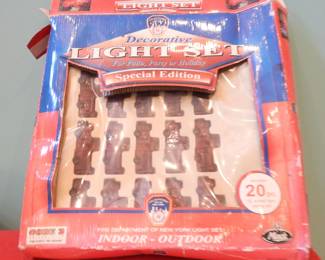 LIGHT SET
Decorative
LIGHT SET
For Patio, Party or Holiday
Special Edition
20
FIRE DEPARTMENT OF NEW YORK LIGHT SET
INDOOR - OUTDOOR